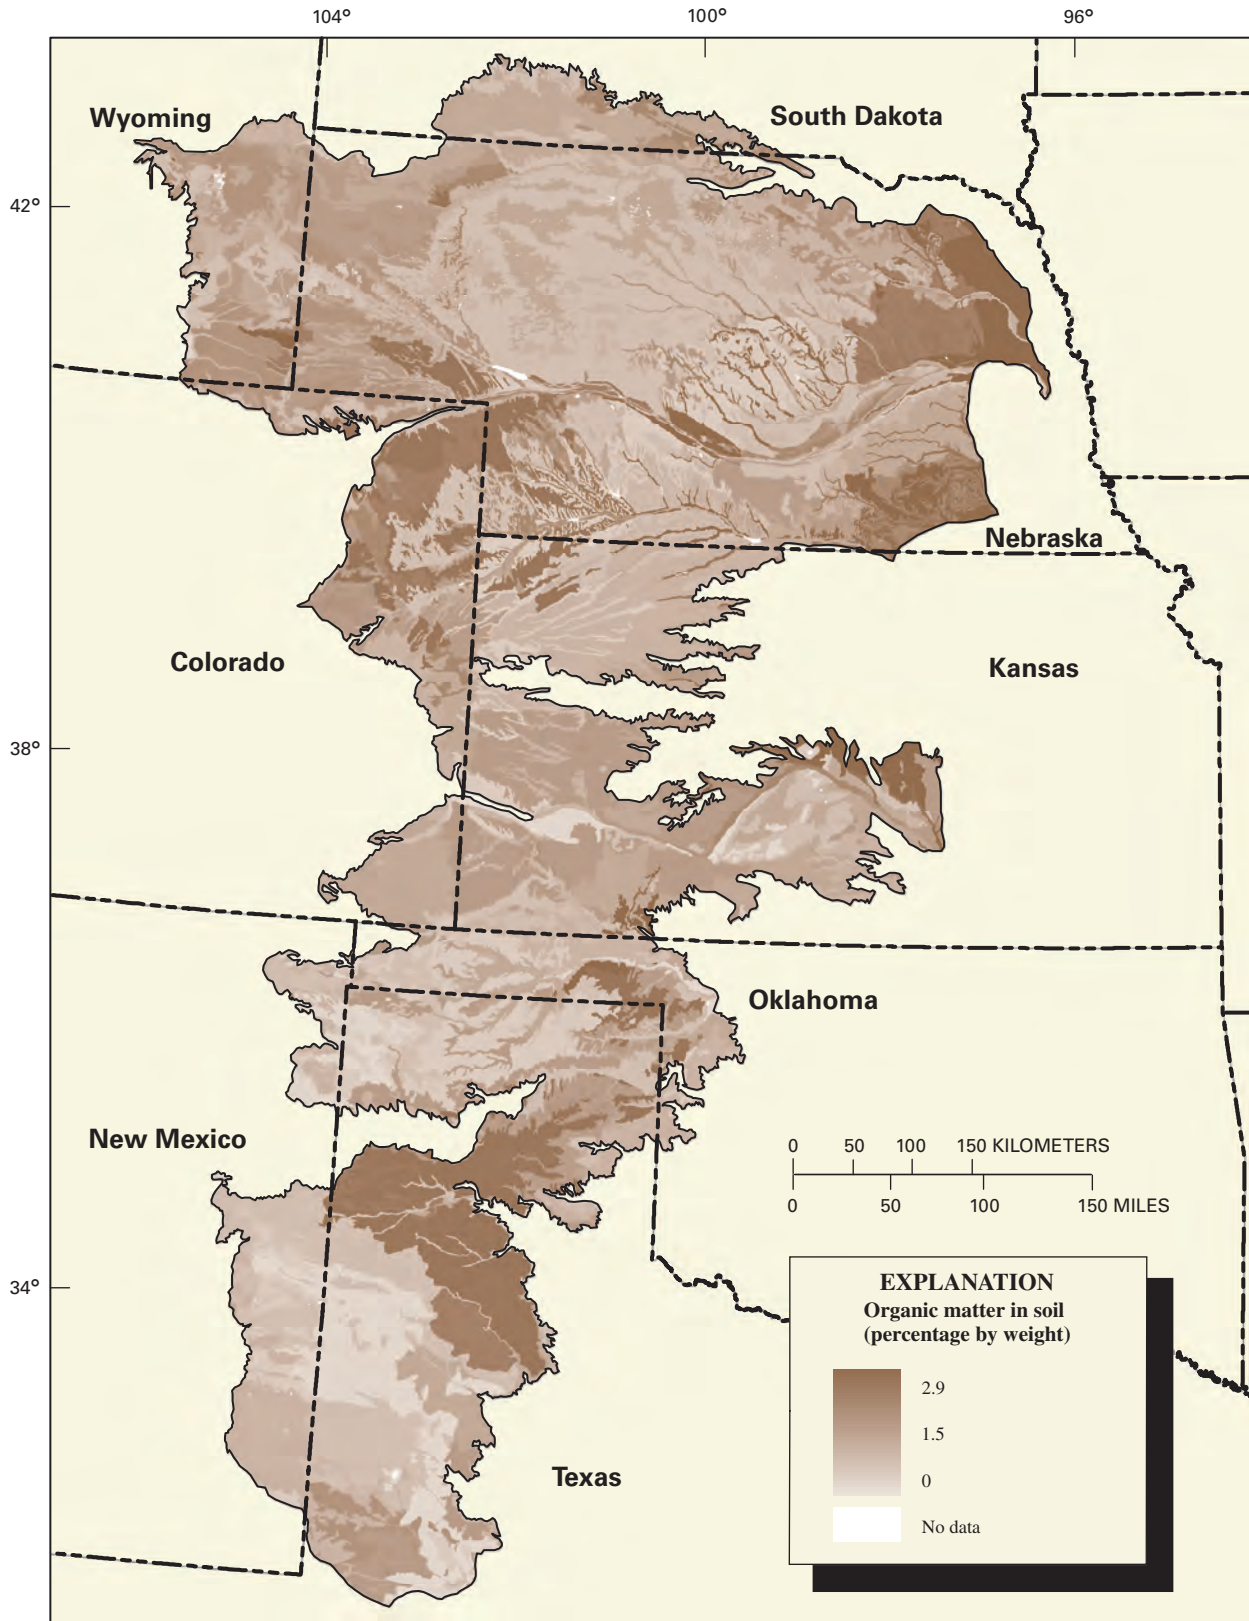 104°
100°
96°
Wyoming
South Dakota
42°
Nebraska
Colorado
Kansas
38°
Oklahoma
New Mexico
0 50 100 150 KILOMETERS
0 50 100 150 MILES
34°
EXPLANATION
Organic matter in soil
(percentage by weight)
2.9
1.5
0
No data
Texas